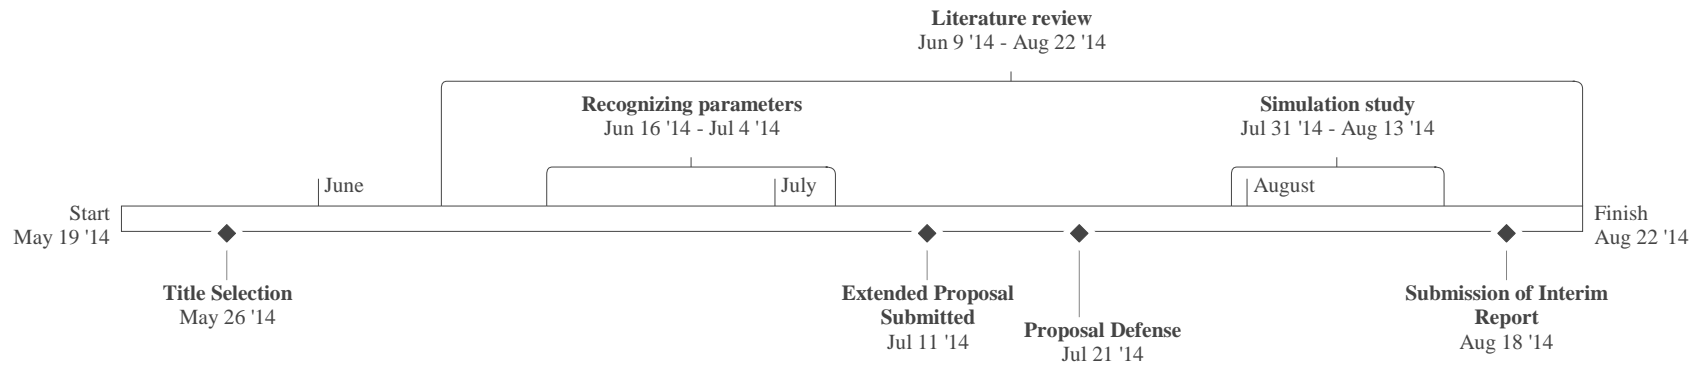 Literature review
Jun 9 '14 - Aug 22 '14
Recognizing parameters
Jun 16 '14 - Jul 4 '14
Simulation study
Jul 31 '14 - Aug 13 '14
June
July
August
Start
May 19 '14
Finish
Aug 22 '14
Title Selection
May 26 '14
Extended Proposal
Submitted
Jul 11 '14
Proposal Defense
Jul 21 '14
Submission of Interim
Report
Aug 18 '14